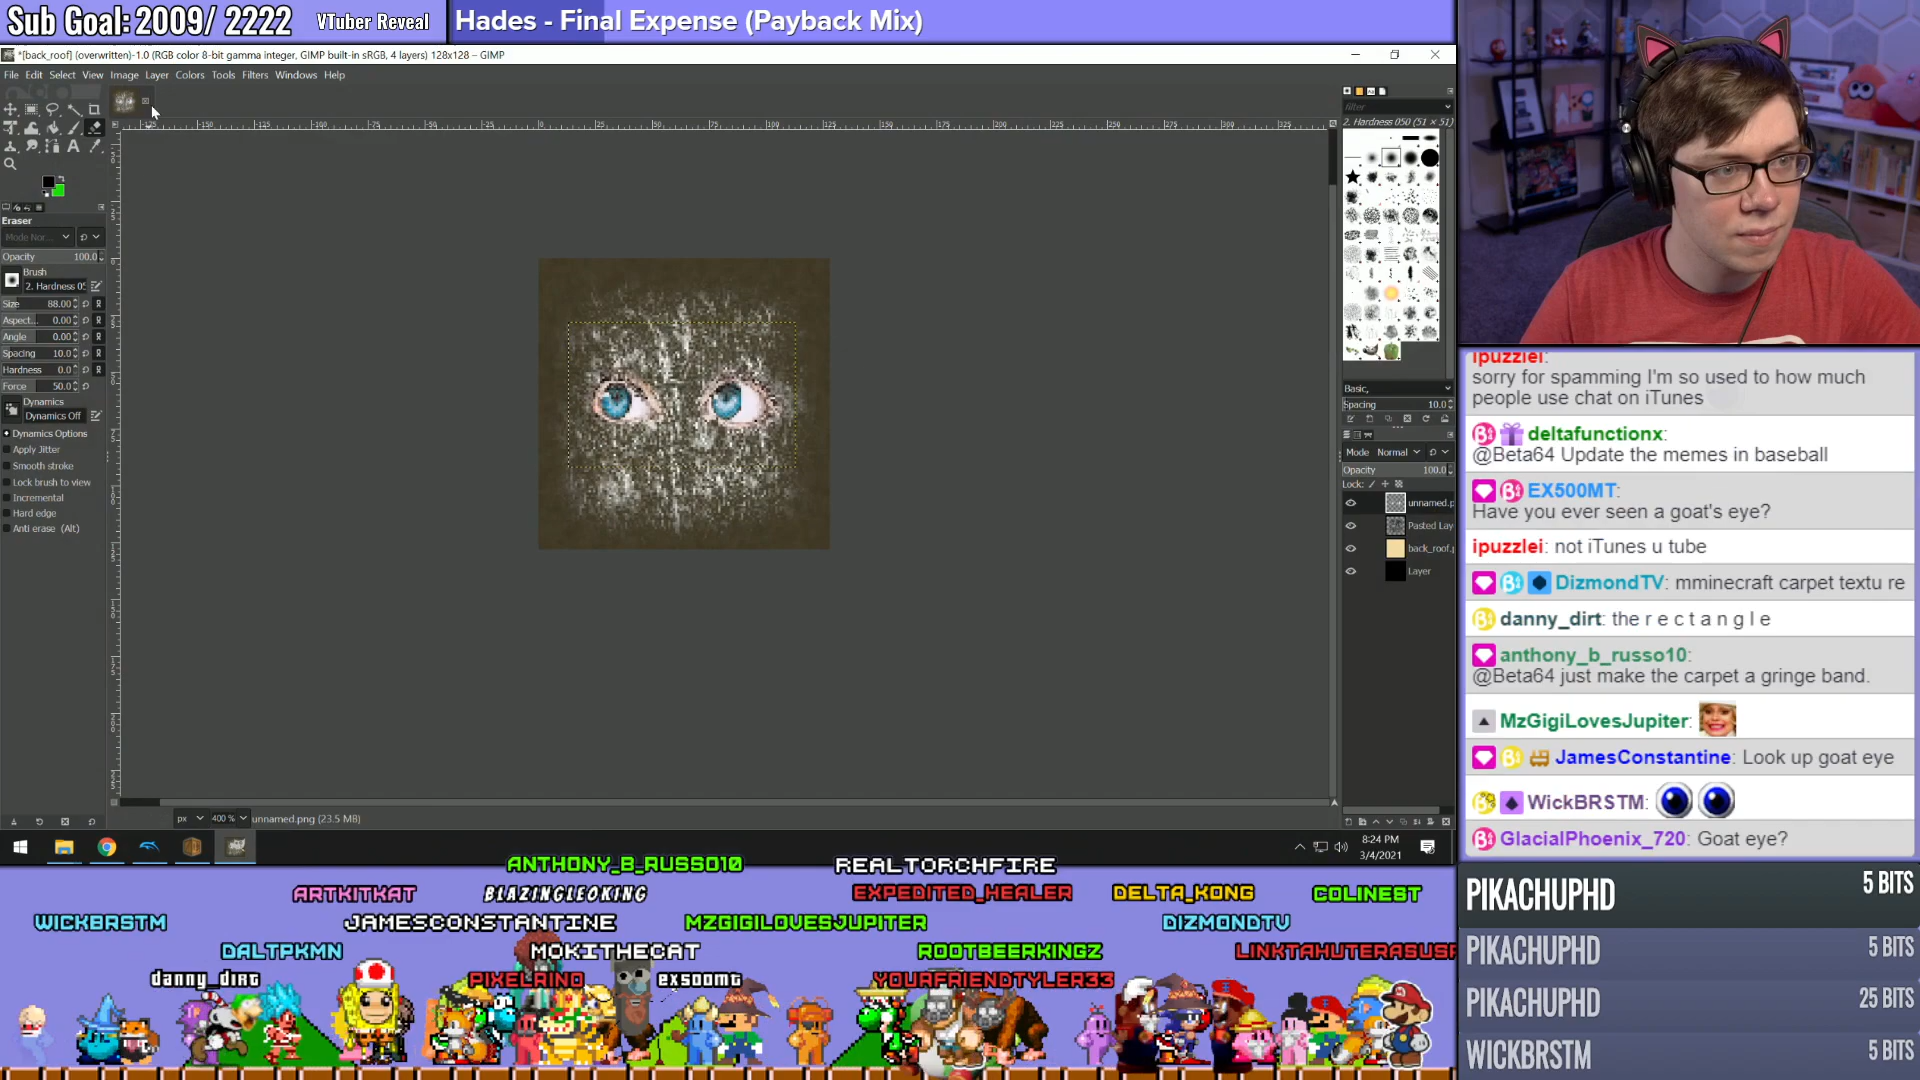 Sub Goal: 2009/ 2222
VTuber Reveal
Hades - Final Expense (Payback Mix)
*[back_roof] (overwritten)-1.0 (RGB color 8-bit gamma integer, GIMP built-in sRGB, 4 layers) 128x128 – GIMP
File Edit Select View Image Layer Colors Tools Filters Windows Help
Eraser
Opacity 100.0
Brush
2. Hardness 05
Size 88.00
Aspect... 0.00
Angle 0.00
Spacing 10.0
Hardness 0.0
Force 50.0
Dynamics
Dynamics Off
Dynamics Options
Apply Jitter
Smooth stroke
Lock brush to view
Incremental
Hard edge
Anti erase (Alt)
filter
2. Hardness 050 (51 × 51)
Basic,
Spacing 10.0
Mode Normal
Opacity 100.0
Lock:
unnamed.p
Pasted Lay
back_roof.p
Layer
px 400 % unnamed.png (23.5 MB)
8:24 PM
3/4/2021
ipuzzlei:
sorry for spamming I'm so used to how much
people use chat on iTunes
deltafunctionx:
@Beta64 Update the memes in baseball
EX500MT:
Have you ever seen a goat's eye?
ipuzzlei: not iTunes u tube
DizmondTV: mminecraft carpet textu re
danny_dirt: the r e c t a n g l e
anthony_b_russo10:
@Beta64 just make the carpet a gringe band.
MzGigiLovesJupiter:
JamesConstantine: Look up goat eye
WickBRSTM:
GlacialPhoenix_720: Goat eye?
PIKACHUPHD 5 BITS
PIKACHUPHD 5 BITS
PIKACHUPHD 25 BITS
WICKBRSTM 5 BITS
ANTHONY_B_RUSSO10
REALTORCHFIRE
ARTKITKAT
BLAZINGLEOKING
EXPEDITED_HEALER
DELTA_KONG
COLINEST
WICKBRSTM
JAMESCONSTANTINE
MZGIGILOVESJUPITER
DIZMONDTV
DALTPKMN
MOKITHECAT
ROOTBEERKINGZ
LINKTAHUTERASUSP
danny_dirt
PIXELRINO
ex500mt
YOURFRIENDTYLER33